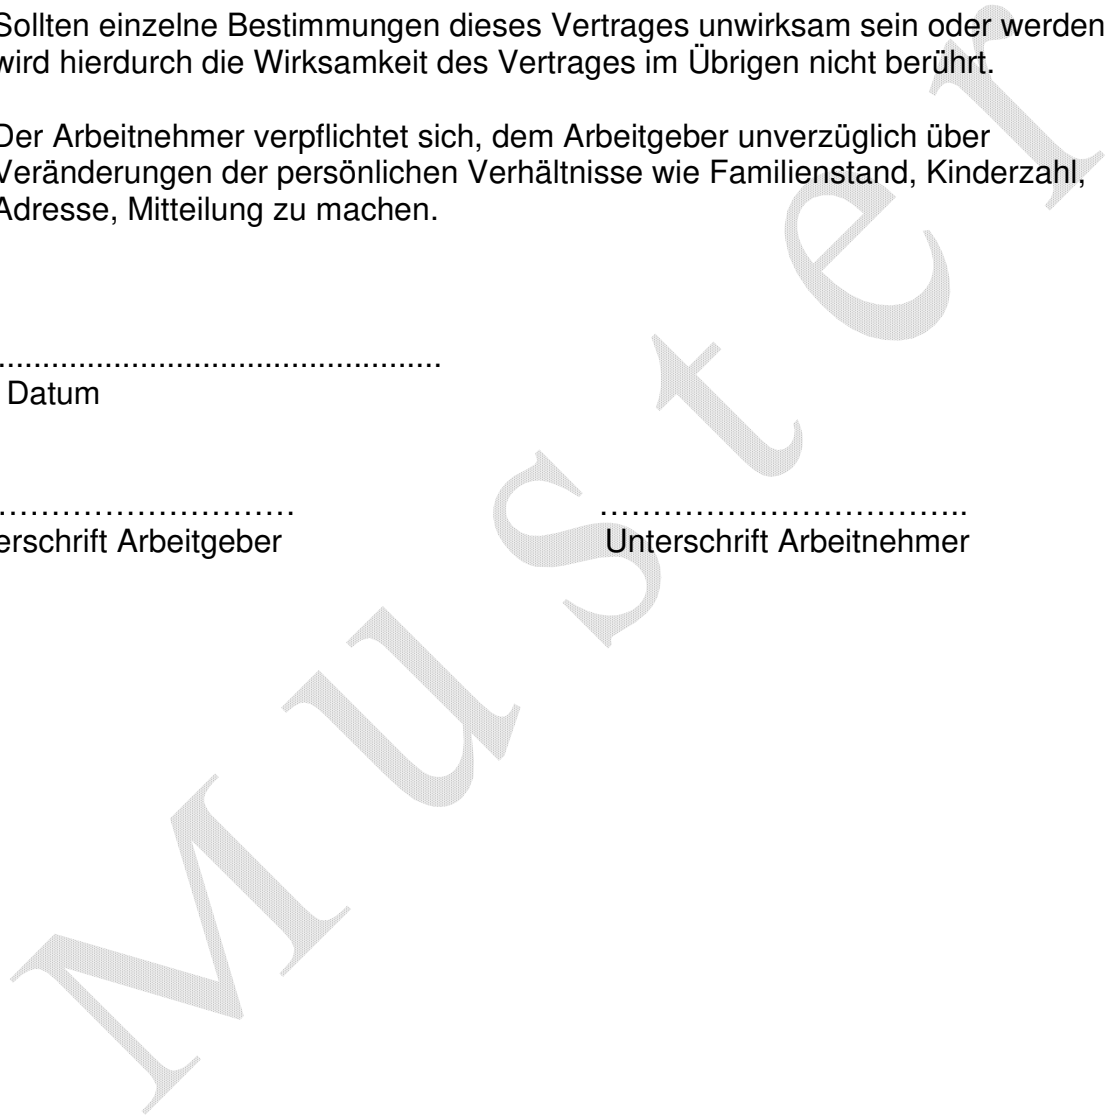 Sollten einzelne Bestimmungen dieses Vertrages unwirksam sein oder werden
wird hierdurch die Wirksamkeit des Vertrages im Übrigen nicht berührt.
Der Arbeitnehmer verpflichtet sich, dem Arbeitgeber unverzüglich über
Veränderungen der persönlichen Verhältnisse wie Familienstand, Kinderzahl,
Adresse, Mitteilung zu machen.
..................................................
Datum
………………………… ……………………………..
erschrift Arbeitgeber Unterschrift Arbeitnehmer
Muster